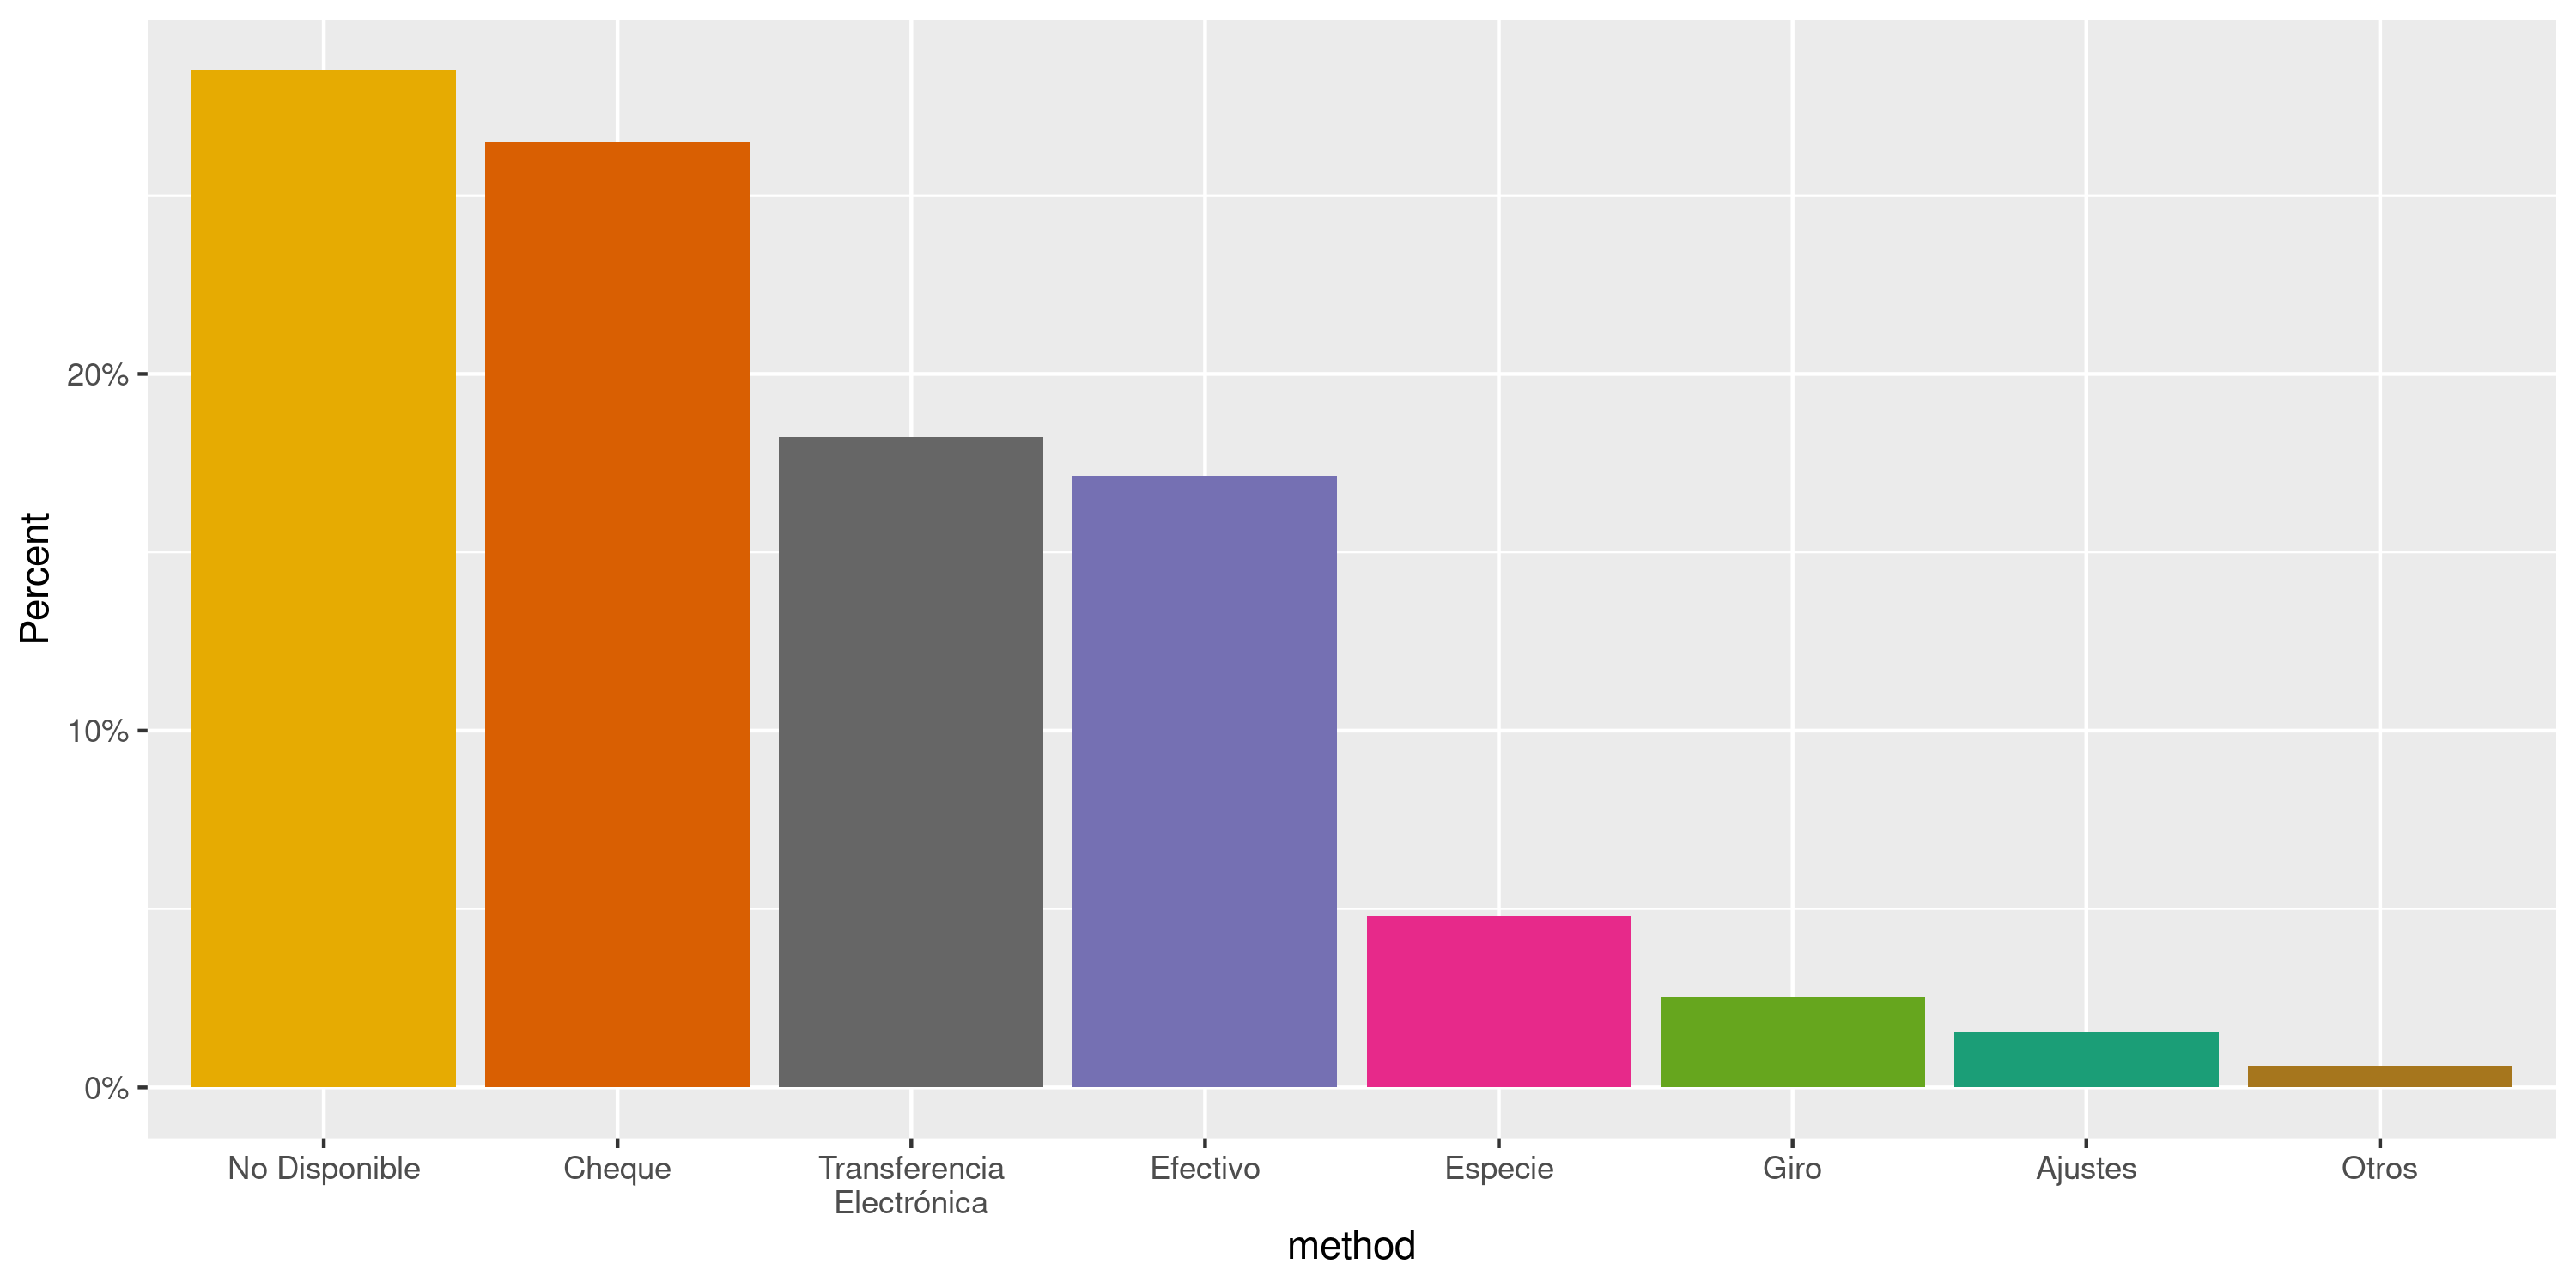 Percent
20%
10%
0%
No Disponible
Cheque
Transferencia
Electrónica
Efectivo
Especie
Giro
Ajustes
Otros
method